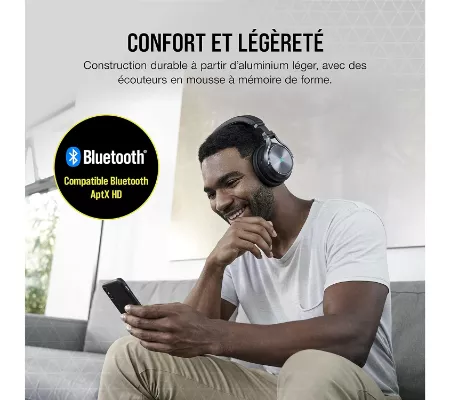 CONFORT ET LÉGÈRETÉ
Construction durable à partir d'aluminium léger, avec des
écouteurs en mousse à mémoire de forme.
Bluetooth®
Compatible Bluetooth
AptX HD